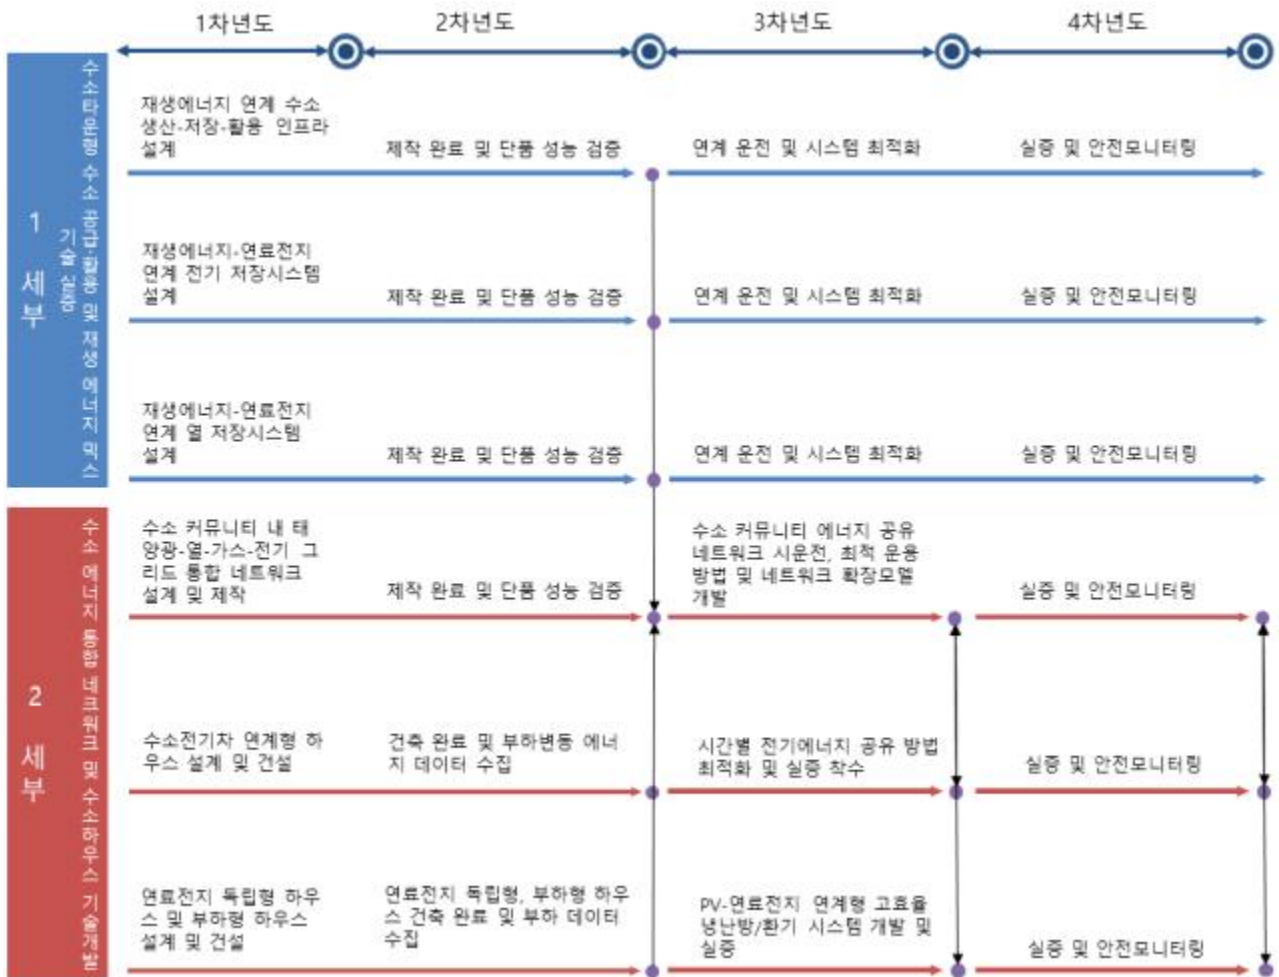 1차년도
2차년도
3차년도
4차년도
1 세부
수소타운형 수소 공급·활용 및 재생 에너지 믹스
기술 실증
재생에너지 연계 수소
생산-저장-활용 인프라
설계
제작 완료 및 단품 성능 검증
연계 운전 및 시스템 최적화
실증 및 안전모니터링
재생에너지-연료전지
연계 전기 저장시스템
설계
제작 완료 및 단품 성능 검증
연계 운전 및 시스템 최적화
실증 및 안전모니터링
재생에너지-연료전지
연계 열 저장시스템
설계
제작 완료 및 단품 성능 검증
연계 운전 및 시스템 최적화
실증 및 안전모니터링
2 세부
수소 에너지 통합 네크워크 및 수소하우스 기술개발
수소 커뮤니티 내 태
양광-열-가스-전기 그
리드 통합 네트워크
설계 및 제작
제작 완료 및 단품 성능 검증
수소 커뮤니티 에너지 공유
네트워크 시운전, 최적 운용
방법 및 네트워크 확장모델
개발
실증 및 안전모니터링
수소전기차 연계형 하
우스 설계 및 건설
건축 완료 및 부하변동 에너
지 데이터 수집
시간별 전기에너지 공유 방법
최적화 및 실증 착수
실증 및 안전모니터링
연료전지 독립형 하우
스 및 부하형 하우스
설계 및 건설
연료전지 독립형, 부하형 하우
스 건축 완료 및 부하 데이터
수집
PV-연료전지 연계형 고효율
냉난방/환기 시스템 개발 및
실증
실증 및 안전모니터링